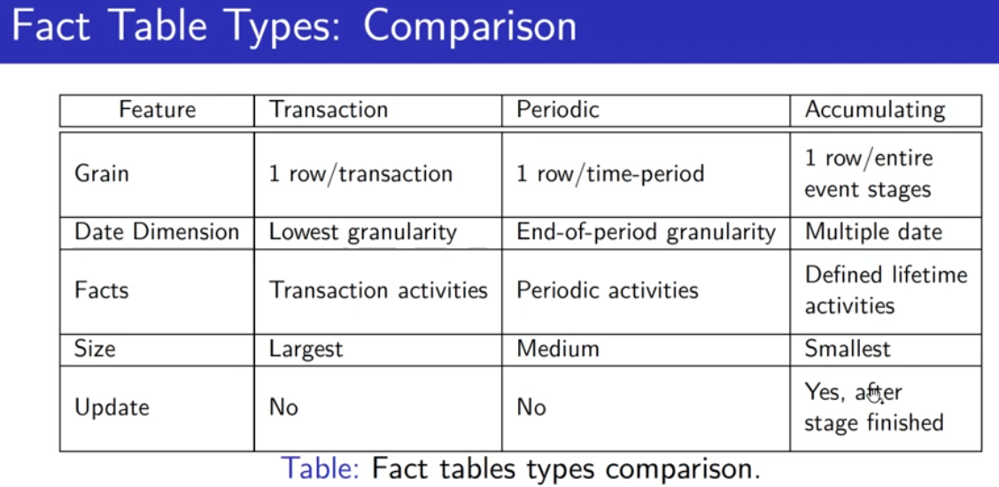 Fact Table Types: Comparison
Feature Transaction Periodic Accumulating
Grain 1 row/transaction 1 row/time-period 1 row/entire
event stages
Date Dimension Lowest granularity End-of-period granularity Multiple date
Facts Transaction activities Periodic activities Defined lifetime
activities
Size Largest Medium Smallest
Update No No Yes, after
stage finished
Table: Fact tables types comparison.